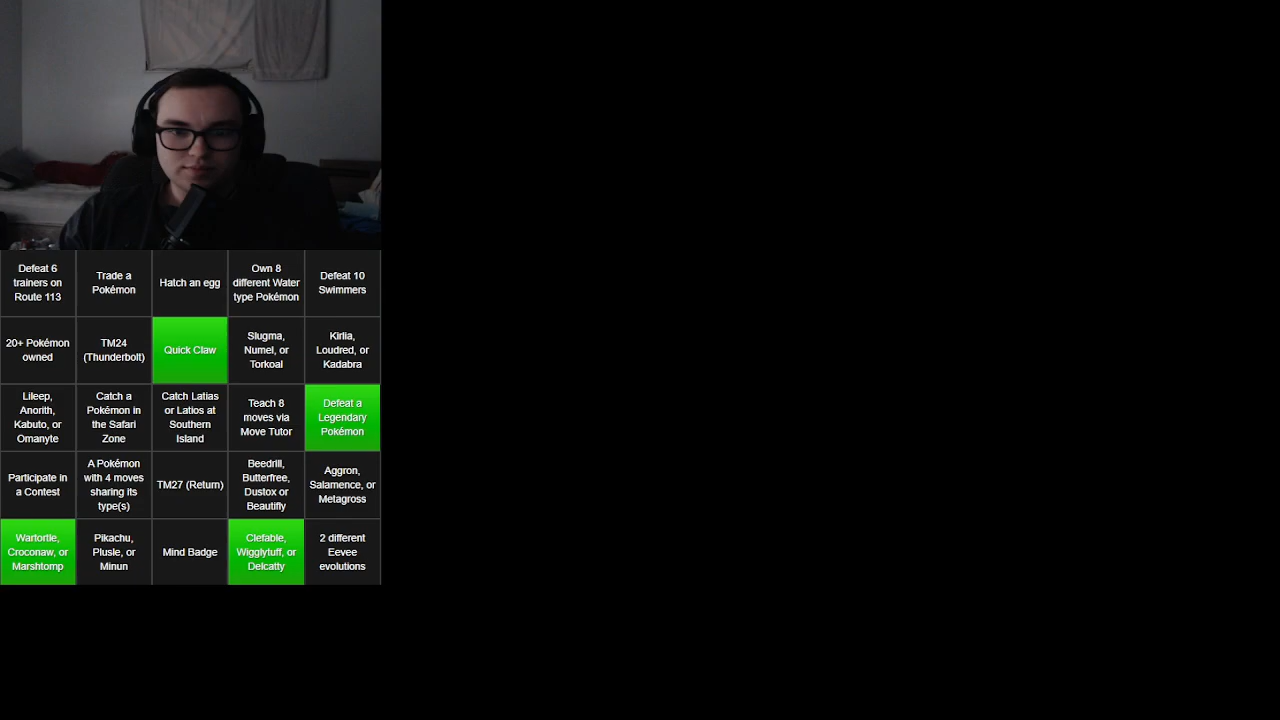 Defeat 6
trainers on
Route 113
Trade a
Pokémon
Hatch an egg
Own 8
different Water
type Pokémon
Defeat 10
Swimmers
20+ Pokémon
owned
TM24
(Thunderbolt)
Quick Claw
Slugma,
Numel, or
Torkoal
Kirlia,
Loudred, or
Kadabra
Lileep,
Anorith,
Kabuto, or
Omanyte
Catch a
Pokémon in
the Safari
Zone
Catch Latias
or Latios at
Southern
Island
Teach 8
moves via
Move Tutor
Defeat a
Legendary
Pokémon
Participate in
a Contest
A Pokémon
with 4 moves
sharing its
type(s)
TM27 (Return)
Beedrill,
Butterfree,
Dustox or
Beautifly
Aggron,
Salamence, or
Metagross
Wartortle,
Croconaw, or
Marshtomp
Pikachu,
Plusle, or
Minun
Mind Badge
Clefable,
Wigglytuff, or
Delcatty
2 different
Eevee
evolutions